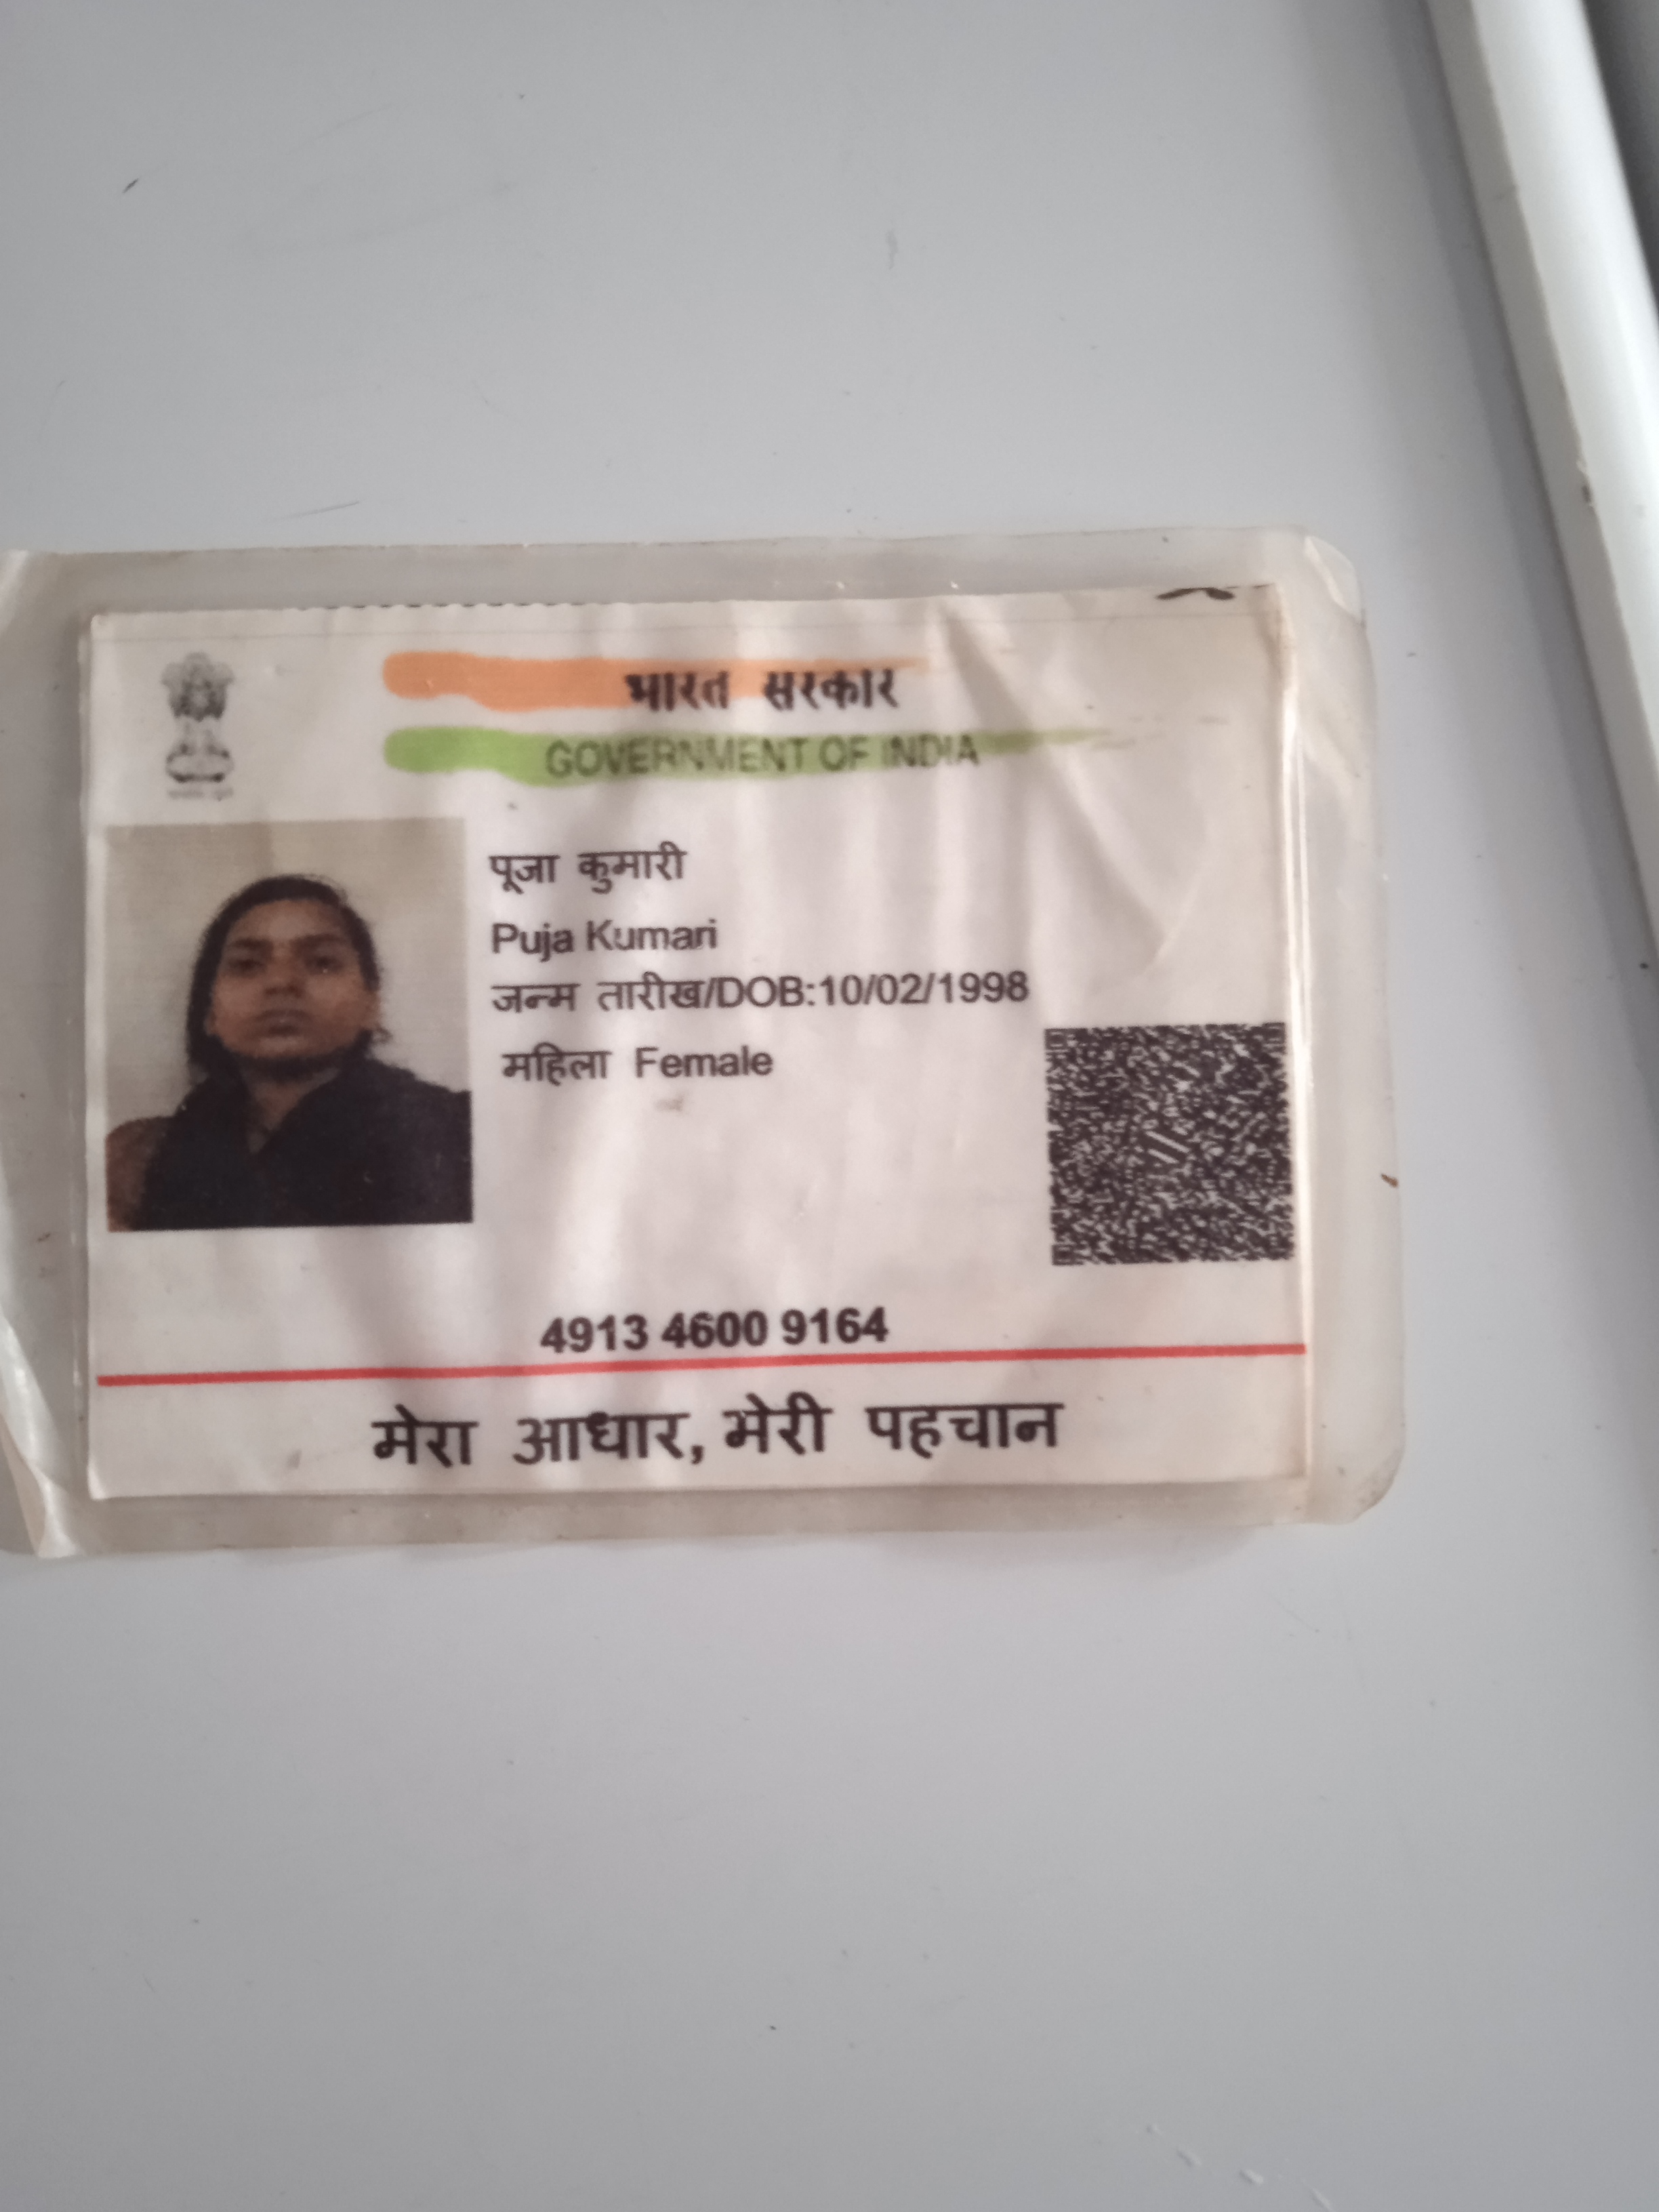 भारत सरकार
GOVERNMENT OF INDIA
पूजा कुमारी
Puja Kumari
जन्म तारीख/DOB:10/02/1998
महिला Female
4913 4600 9164
मेरा आधार, मेरी पहचान